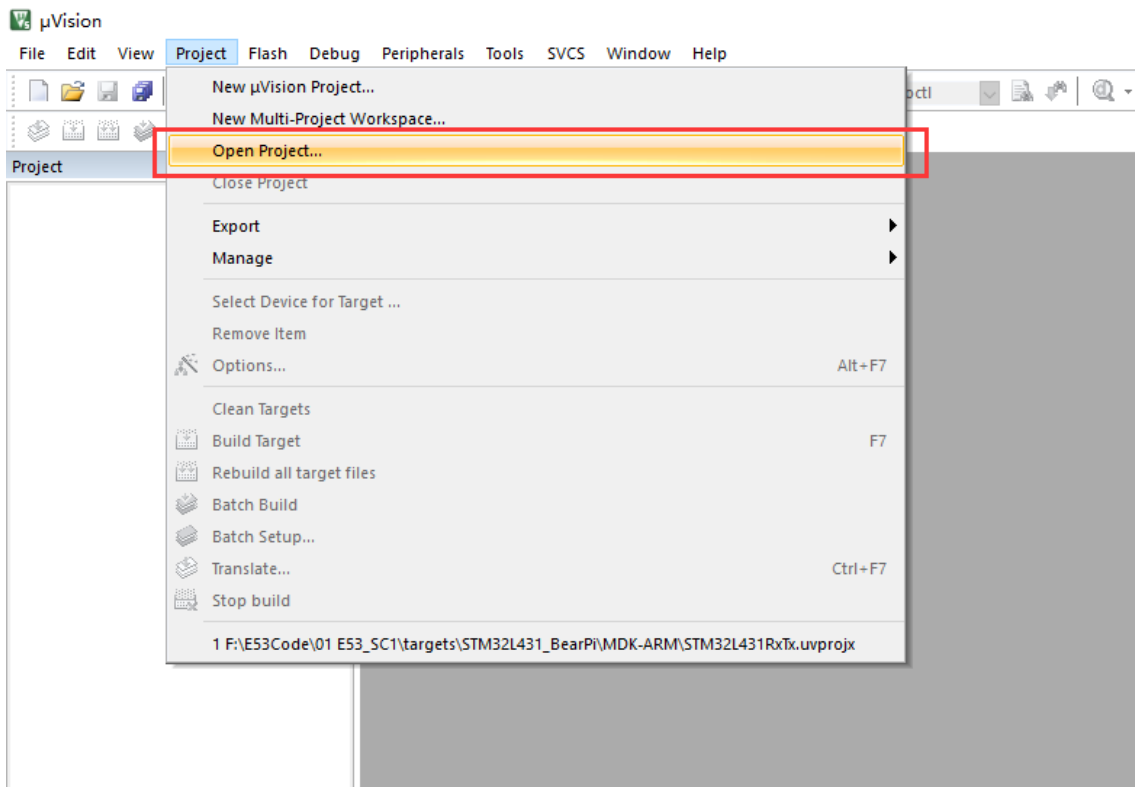 µVision
File Edit View Project Flash Debug Peripherals Tools SVCS Window Help
New µVision Project...
New Multi-Project Workspace...
Open Project...
Close Project
Export
Manage
Select Device for Target ...
Remove Item
Options... Alt+F7
Clean Targets
Build Target F7
Rebuild all target files
Batch Build
Batch Setup...
Translate... Ctrl+F7
Stop build
1 F:\E53Code\01 E53_SC1\targets\STM32L431_BearPi\MDK-ARM\STM32L431RxTx.uvprojx
octl
Project